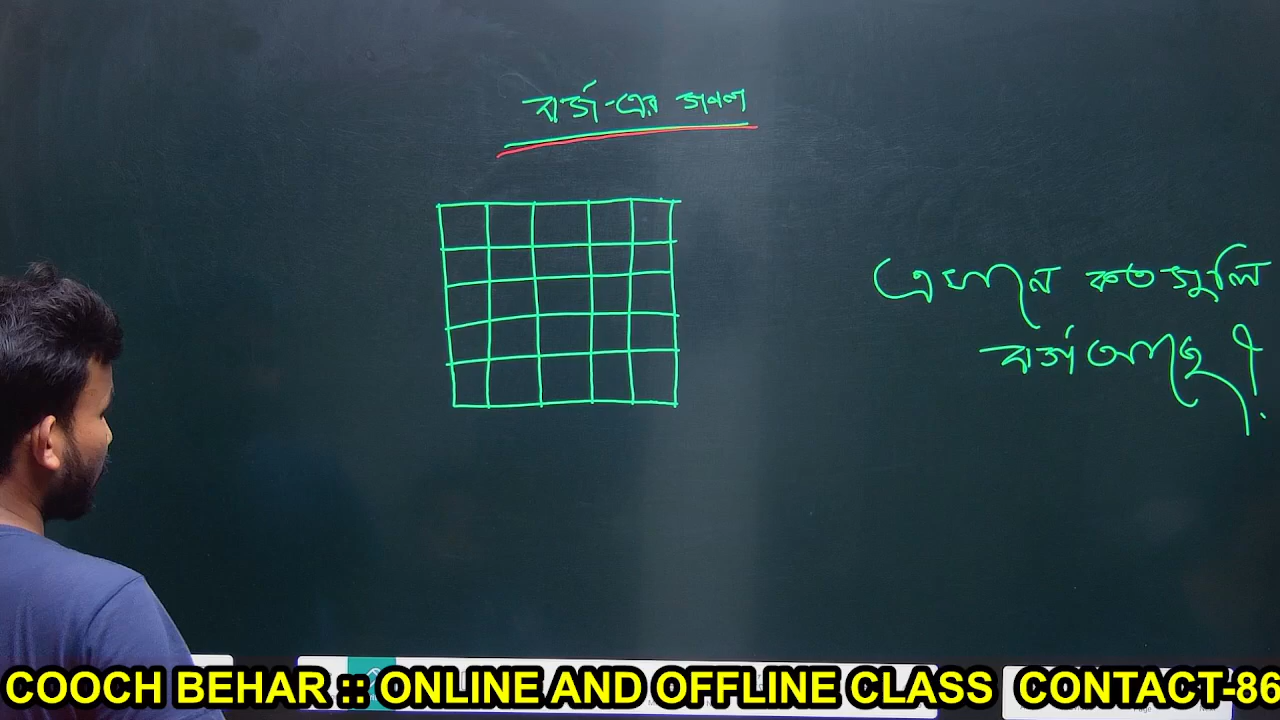 বর্গ-এর গণনা
এখানে কতগুলি
বর্গ আছে?
COOCH BEHAR :: ONLINE AND OFFLINE CLASS CONTACT-86